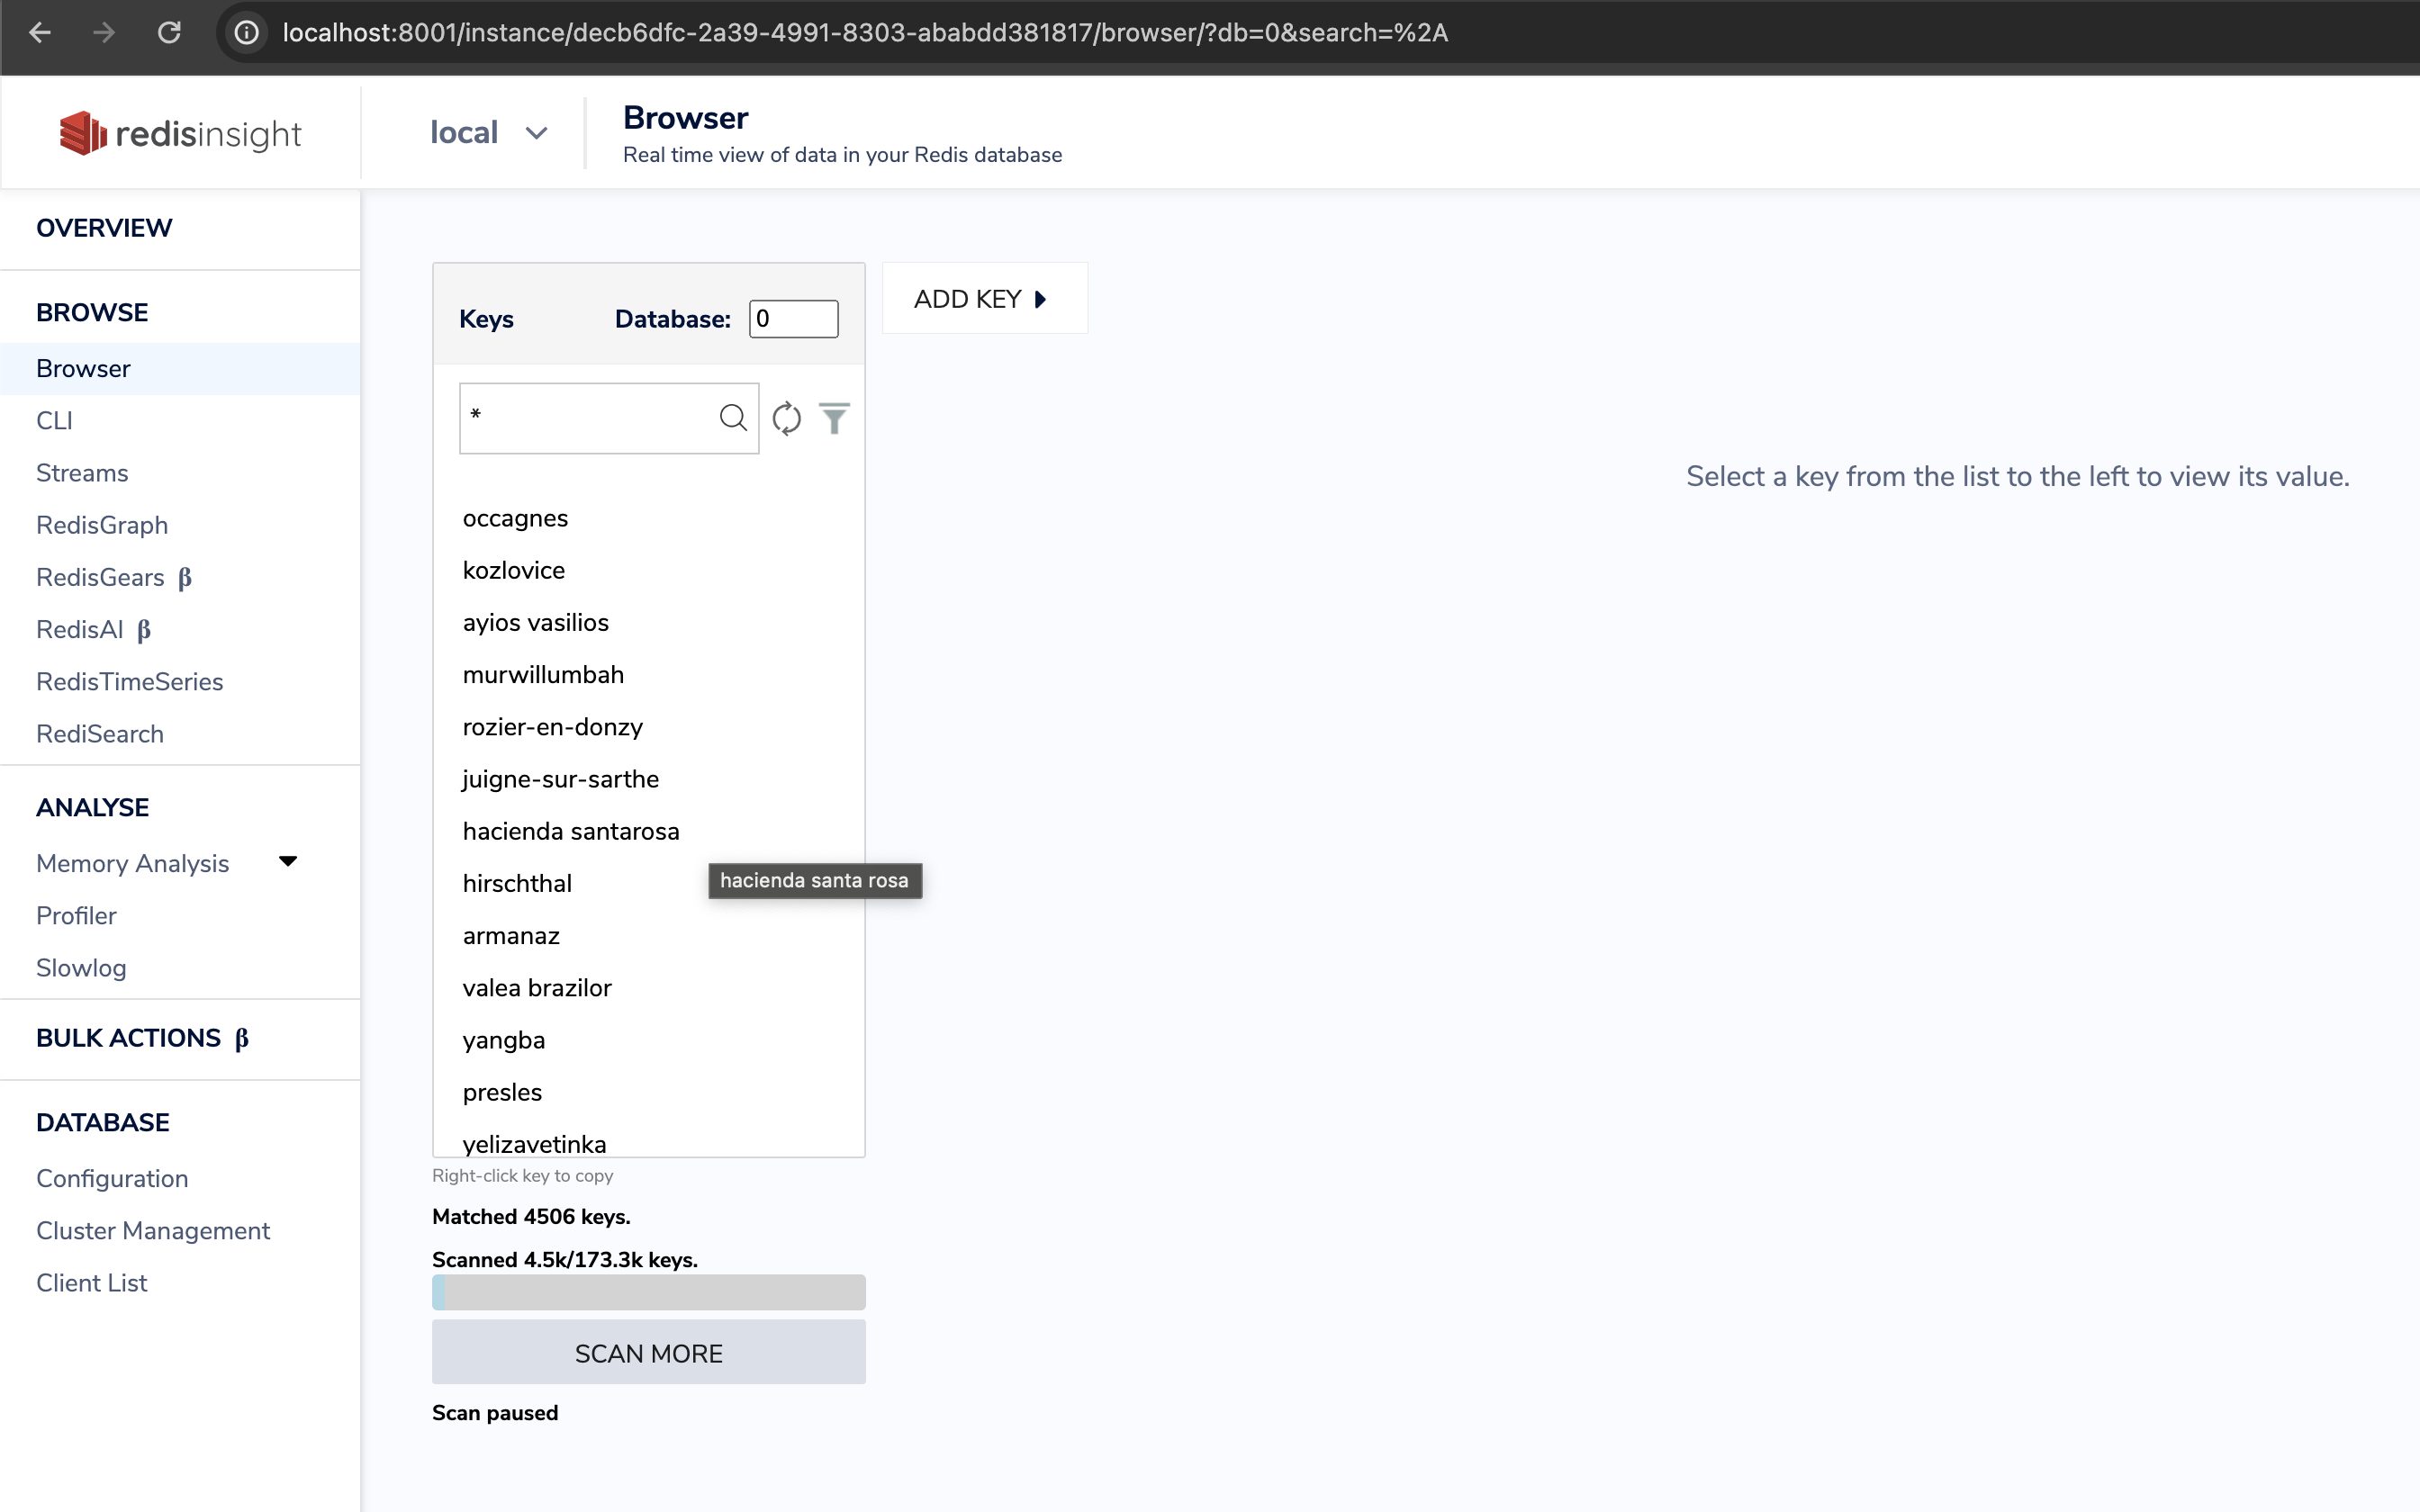 localhost:8001/instance/decb6dfc-2a39-4991-8303-ababdd381817/browser/?db=0&search=%2A
redisinsight
local
Browser
Real time view of data in your Redis database
OVERVIEW
BROWSE
Browser
CLI
Streams
RedisGraph
RedisGears β
RedisAI β
RedisTimeSeries
RediSearch
ANALYSE
Memory Analysis
Profiler
Slowlog
BULK ACTIONS β
DATABASE
Configuration
Cluster Management
Client List
Keys Database: 0
*
occagnes
kozlovice
ayios vasilios
murwillumbah
rozier-en-donzy
juigne-sur-sarthe
hacienda santarosa
hacienda santa rosa
hirschthal
armanaz
valea brazilor
yangba
presles
yelizavetinka
Right-click key to copy
Matched 4506 keys.
Scanned 4.5k/173.3k keys.
SCAN MORE
Scan paused
ADD KEY
Select a key from the list to the left to view its value.